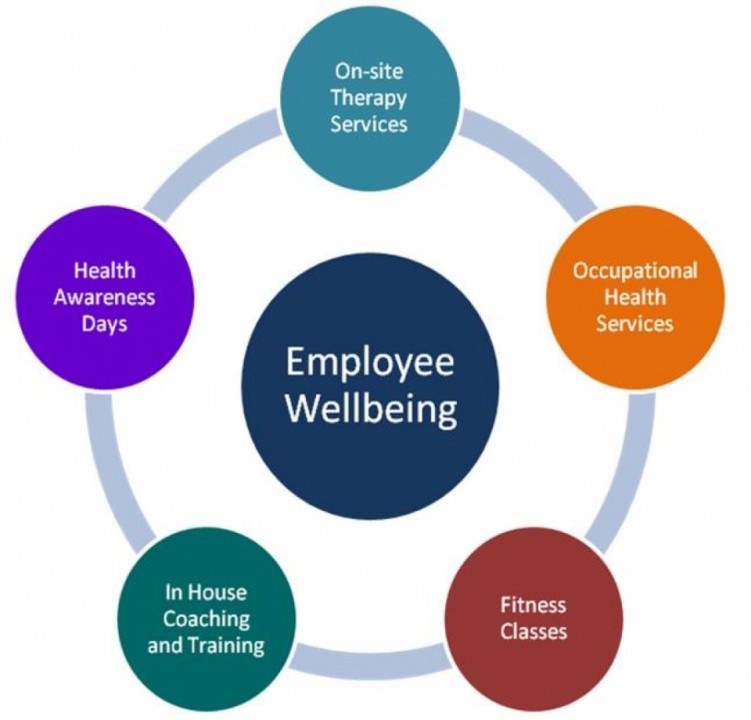 On-site
Therapy
Services
Occupational
Health
Services
Fitness
Classes
In House
Coaching
and Training
Health
Awareness
Days
Employee
Wellbeing